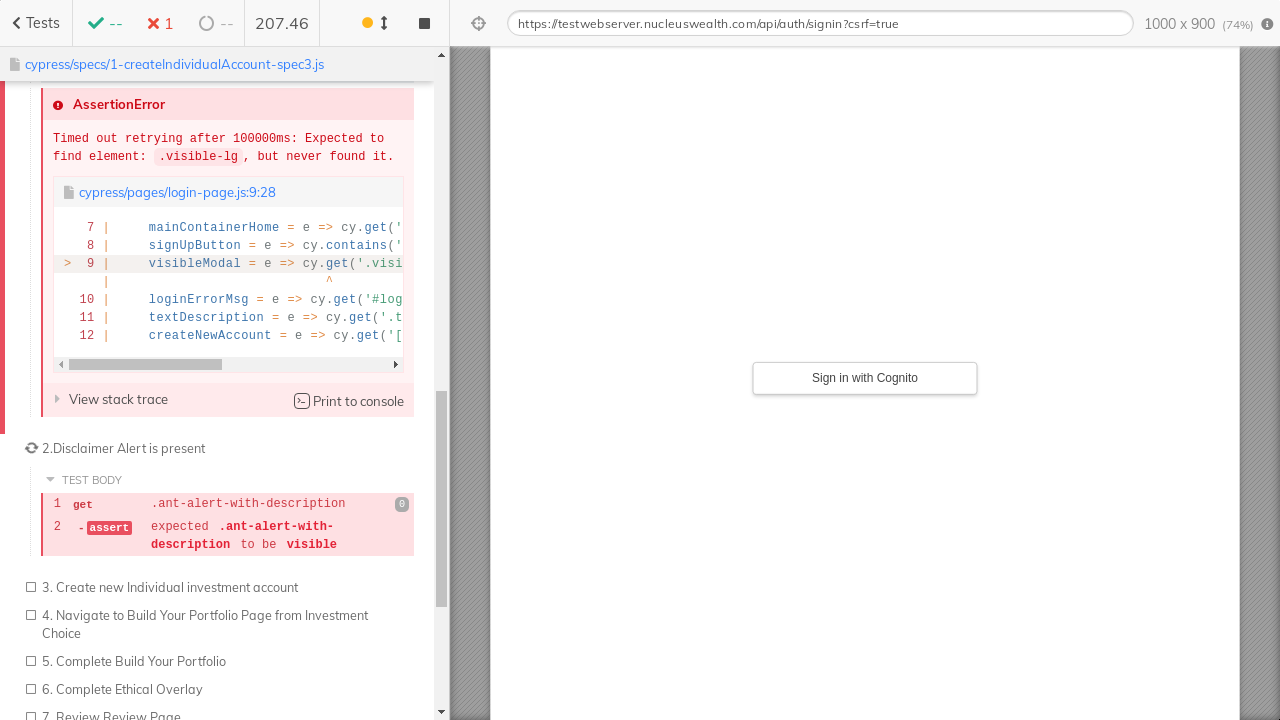 Tests
--
1
--
207.46
https://testwebserver.nucleuswealth.com/api/auth/signin?csrf=true
1000 x 900 (74%)
cypress/specs/1-createIndividualAccount-spec3.js
AssertionError
Timed out retrying after 100000ms: Expected to
find element: .visible-lg, but never found it.
cypress/pages/login-page.js:9:28
7 | mainContainerHome = e => cy.get('
8 | signUpButton = e => cy.contains('
> 9 | visibleModal = e => cy.get('.visi
| ^
10 | loginErrorMsg = e => cy.get('#log
11 | textDescription = e => cy.get('.t
12 | createNewAccount = e => cy.get('[
View stack trace
Print to console
2.Disclaimer Alert is present
TEST BODY
1 get .ant-alert-with-description 0
2 -assert expected .ant-alert-with-
description to be visible
3. Create new Individual investment account
4. Navigate to Build Your Portfolio Page from Investment
Choice
5. Complete Build Your Portfolio
6. Complete Ethical Overlay
7. Review Review Page
Sign in with Cognito